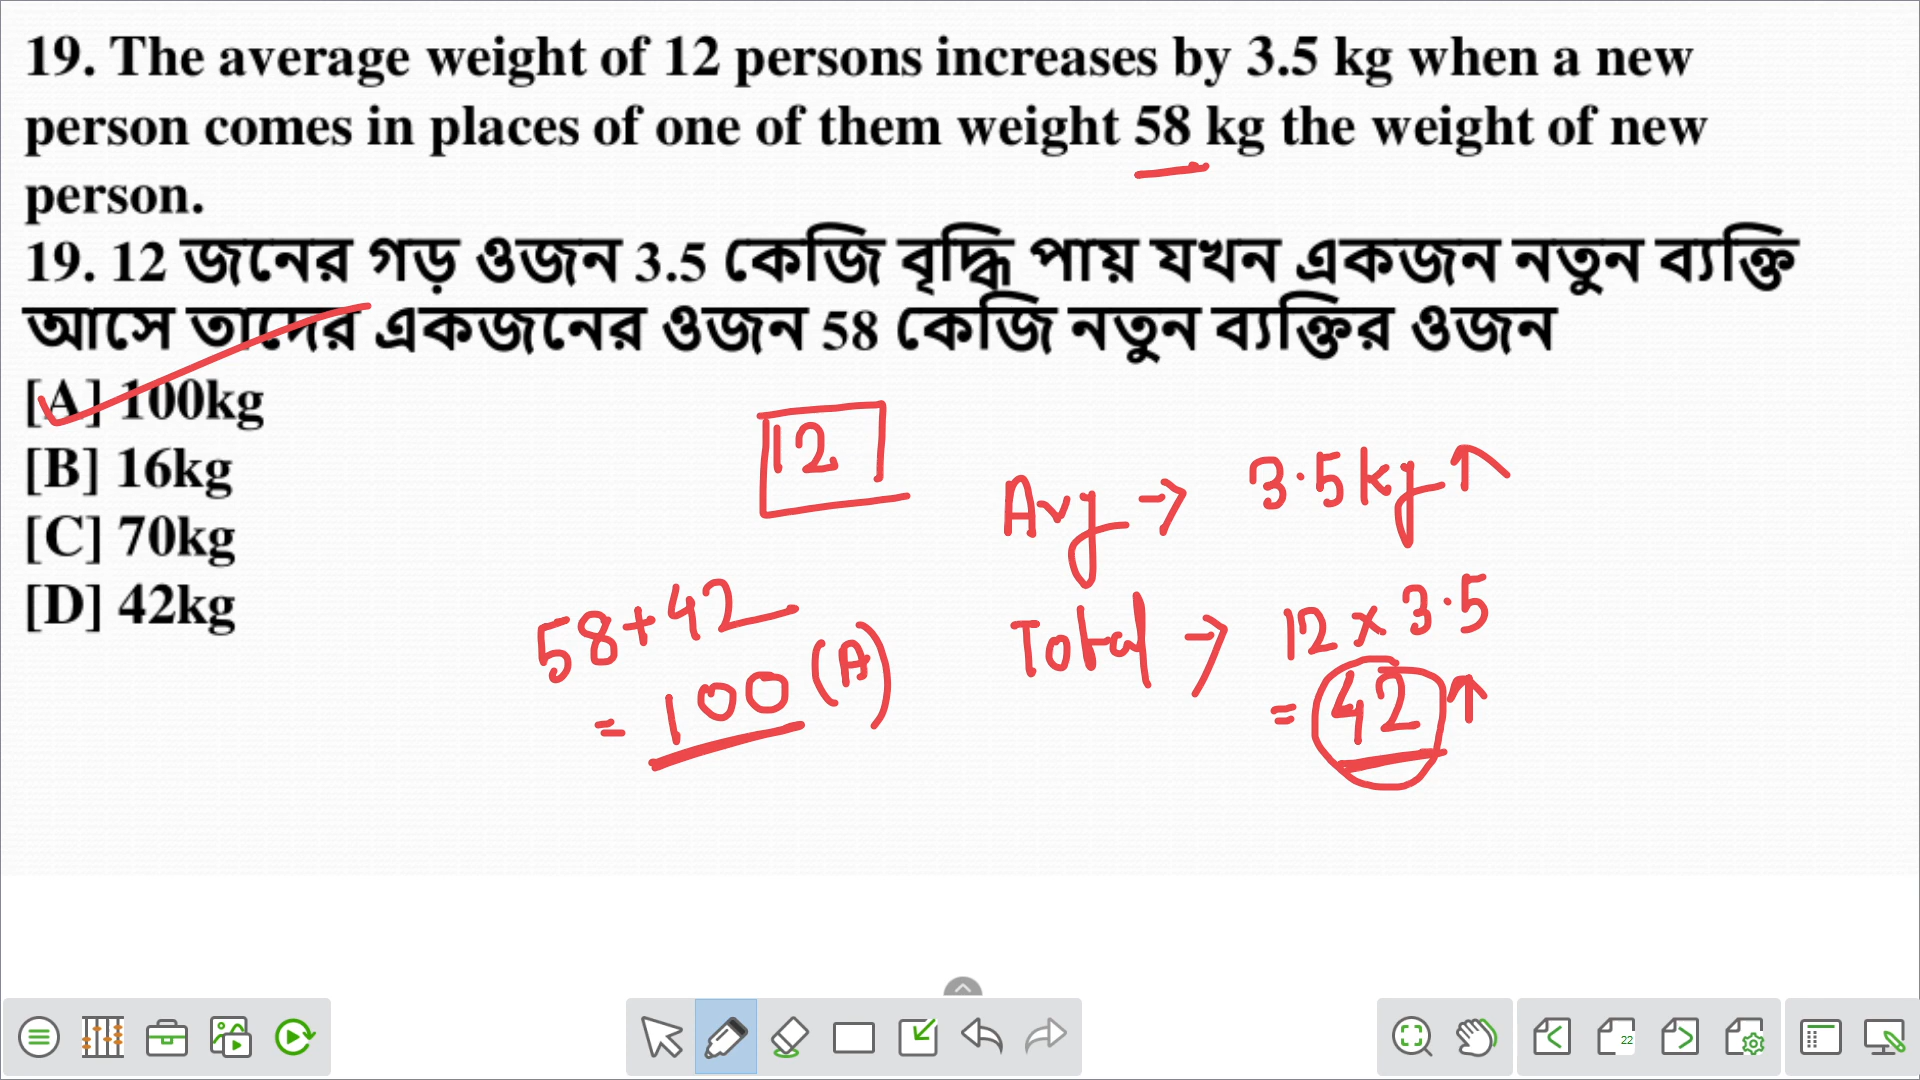 19. The average weight of 12 persons increases by 3.5 kg when a new
person comes in places of one of them weight 58 kg the weight of new
person.
19. 12 জনের গড় ওজন 3.5 কেজি বৃদ্ধি পায় যখন একজন নতুন ব্যক্তি
আসে তাদের একজনের ওজন 58 কেজি নতুন ব্যক্তির ওজন
[A] 100kg
[B] 16kg
[C] 70kg
[D] 42kg
12
Avg → 3.5kg ↑
Total → 12 x 3.5
= 42 ↑
58+42
= 100 (A)
22